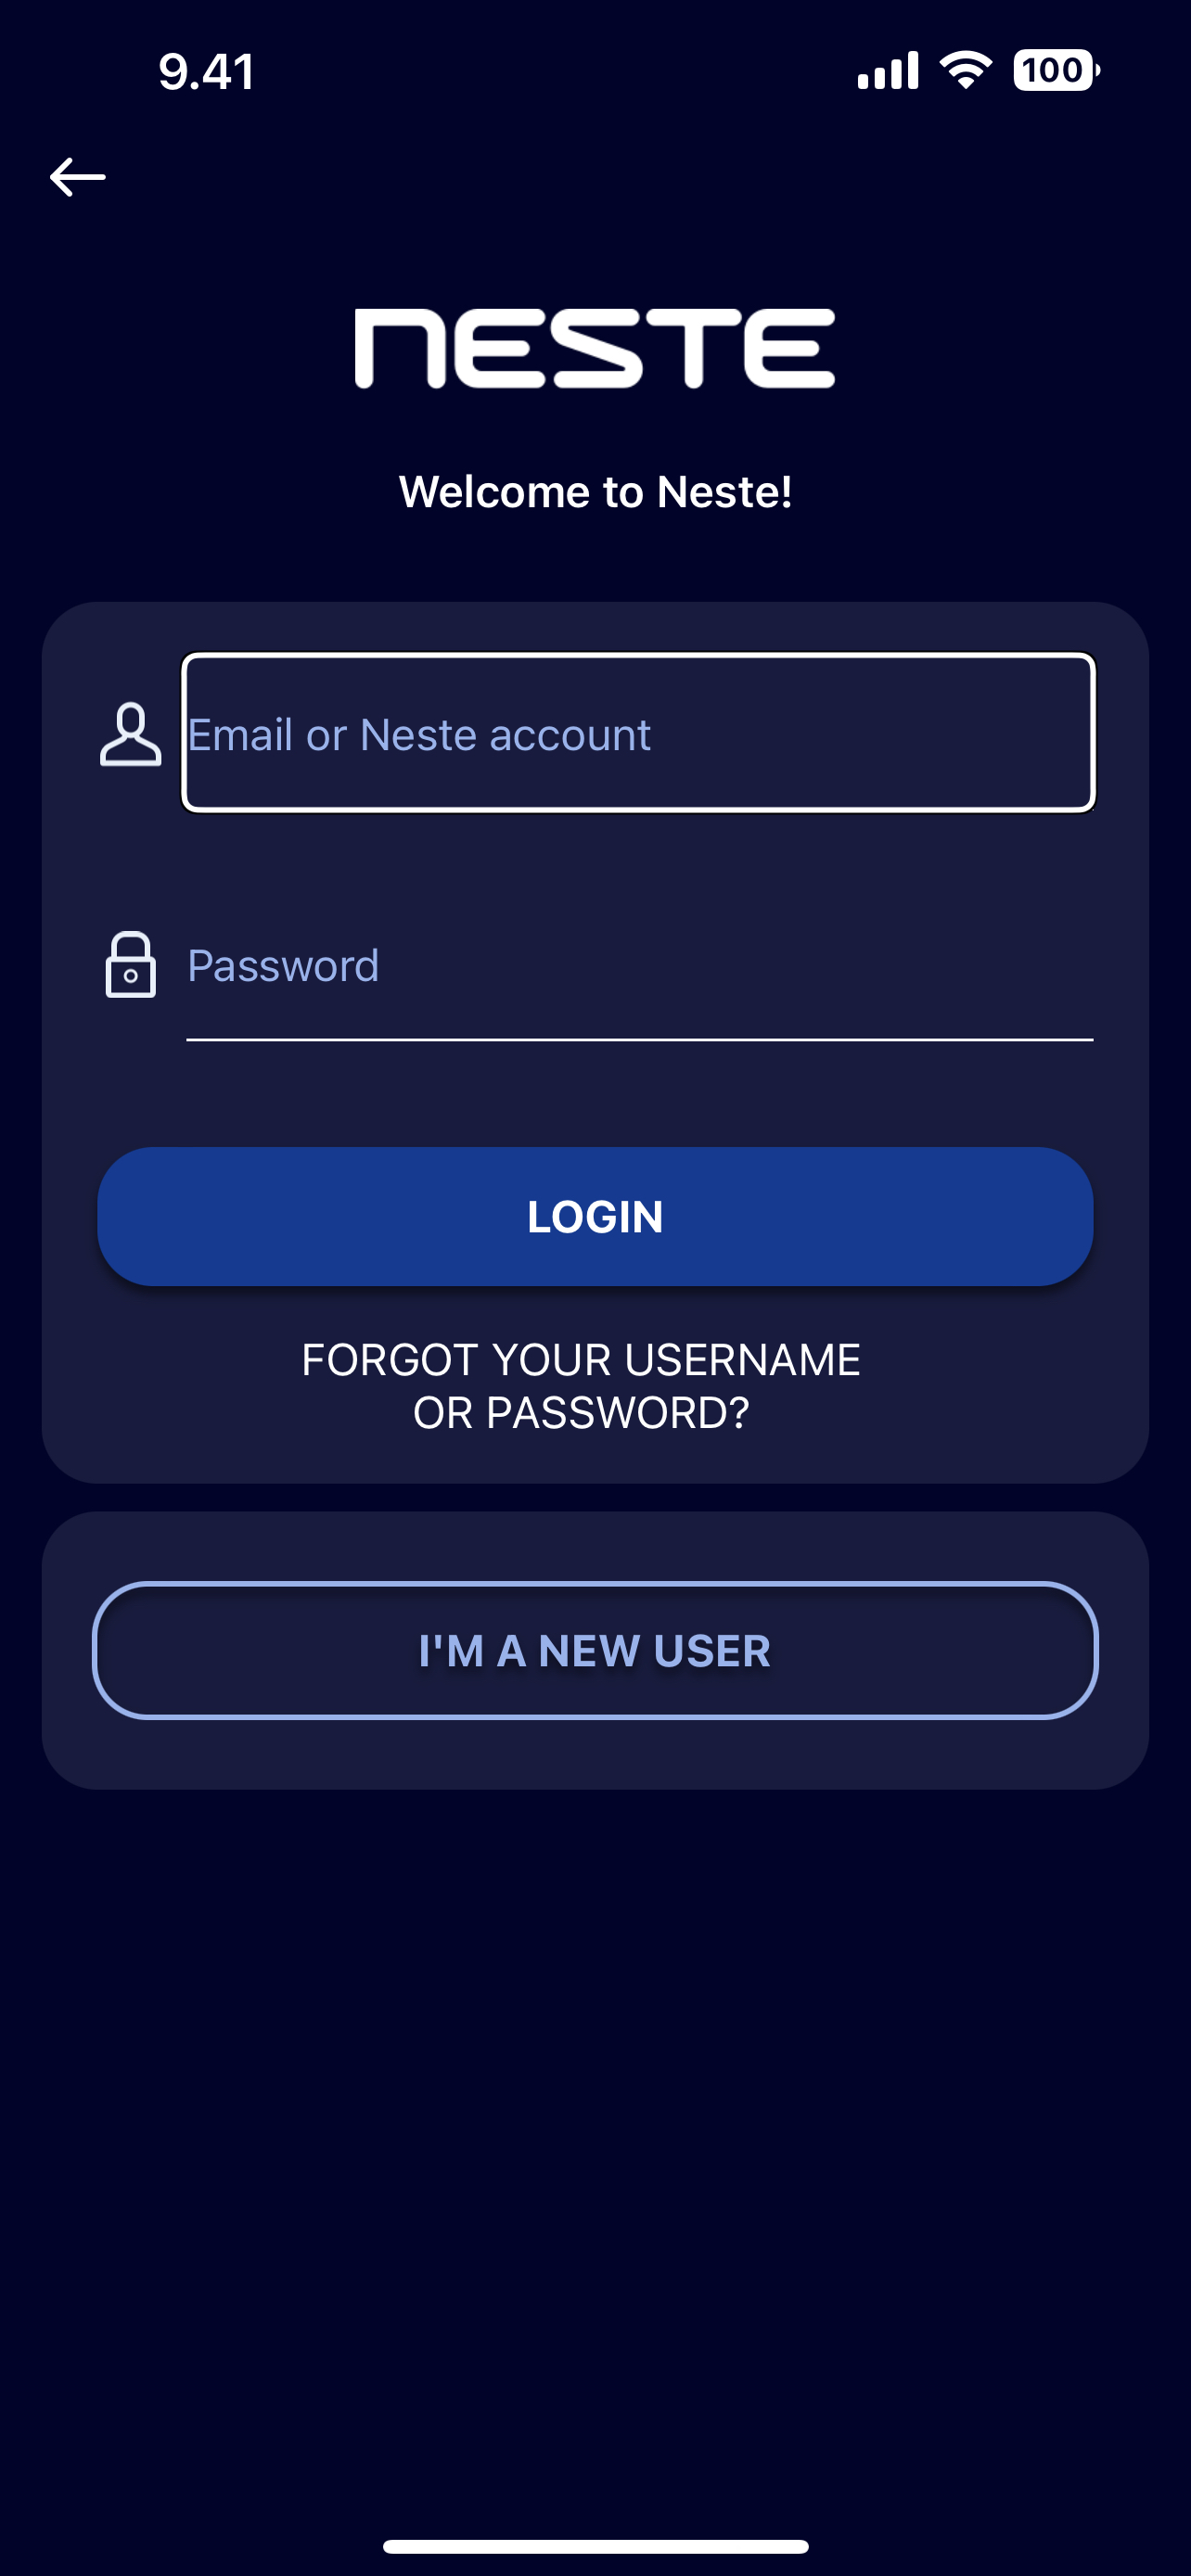 9.41
100
NESTE
Welcome to Neste!
Email or Neste account
Password
LOGIN
FORGOT YOUR USERNAME
OR PASSWORD?
I'M A NEW USER